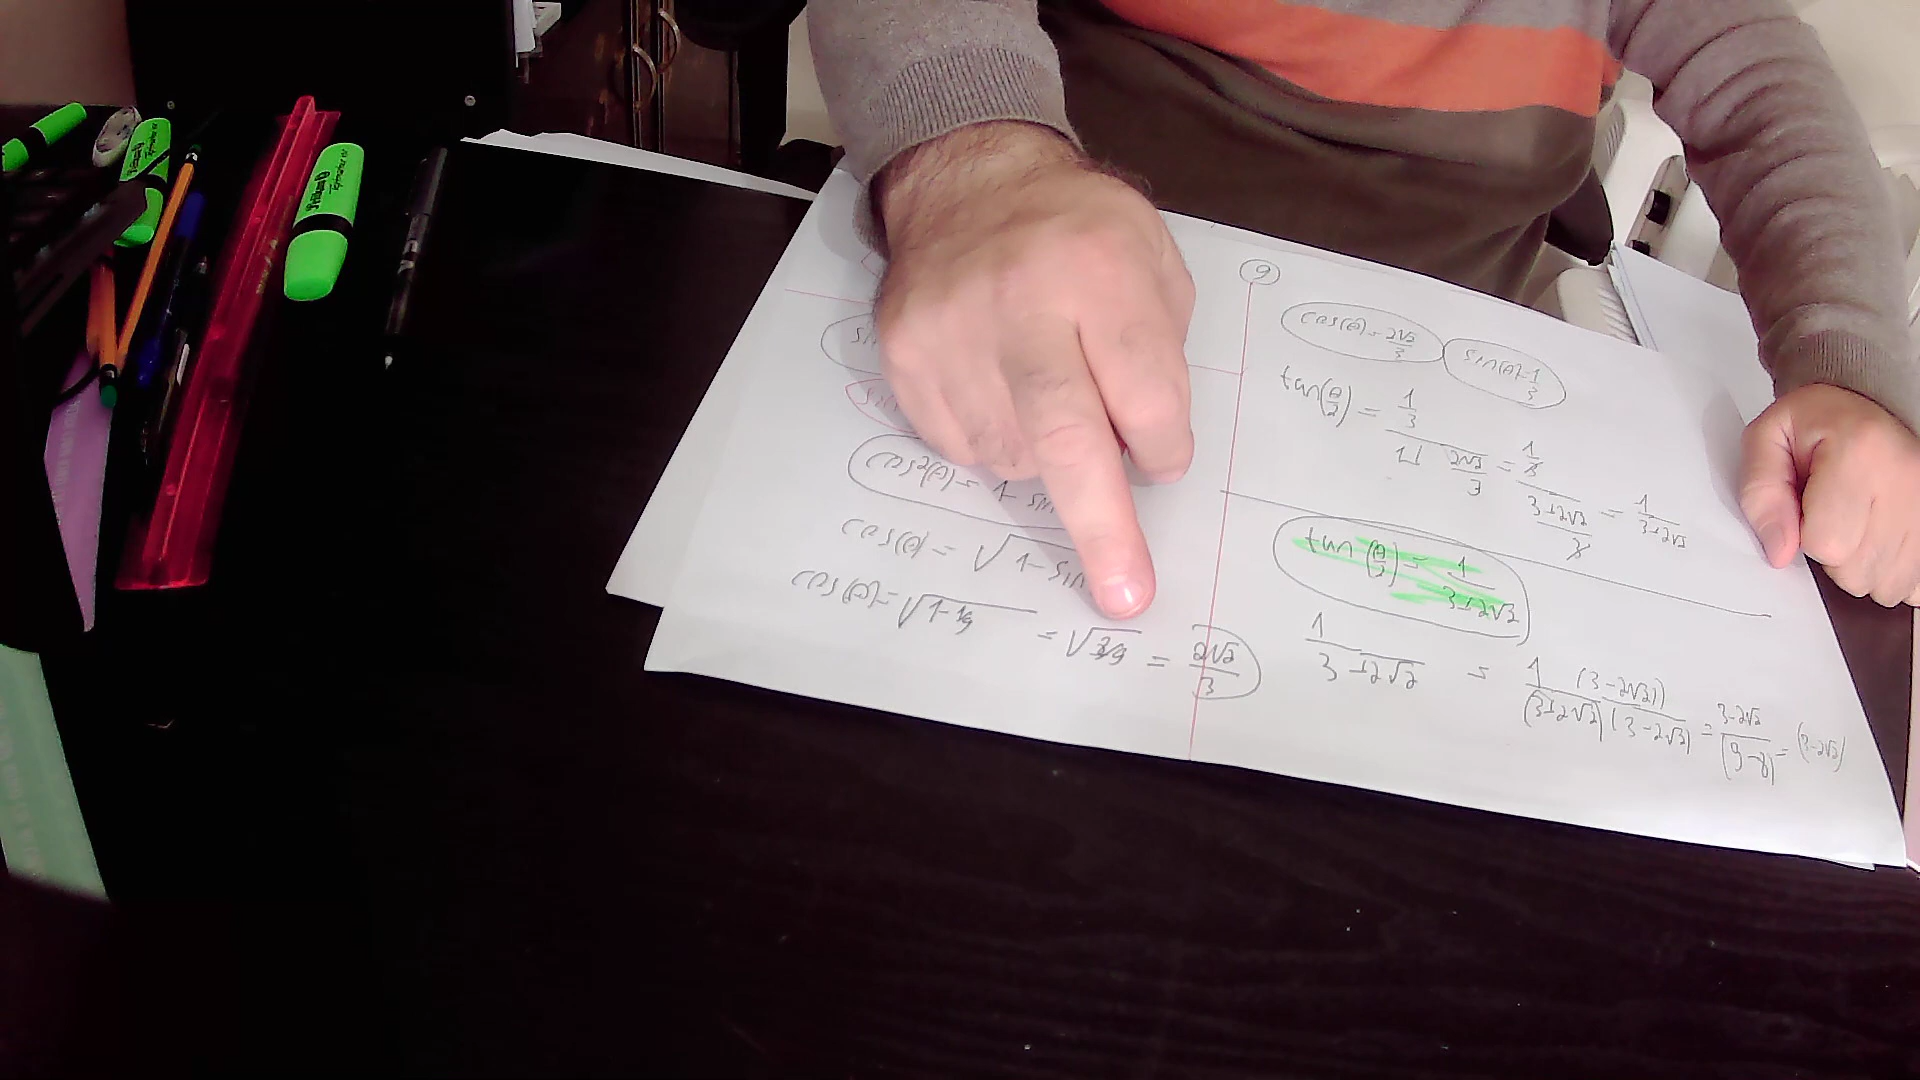 cos²(θ) = 1 - sin
cos(θ) = √1 - sin
cos(θ) = √1 - 1/9 = √8/9 = 2√2/3
9
cos(θ) = 2√2/3 sin(θ) = 1/3
tan(θ/2) = 1/3 / 1+ 2√2/3 = 1/3 / 3+2√2/3 = 1/3+2√2
tan(θ/2) = 1/3+2√2
1/3+2√2 = 1 (3-2√2)/(3+2√2)(3-2√2) = 3-2√2/(9-8) = (3-2√2)